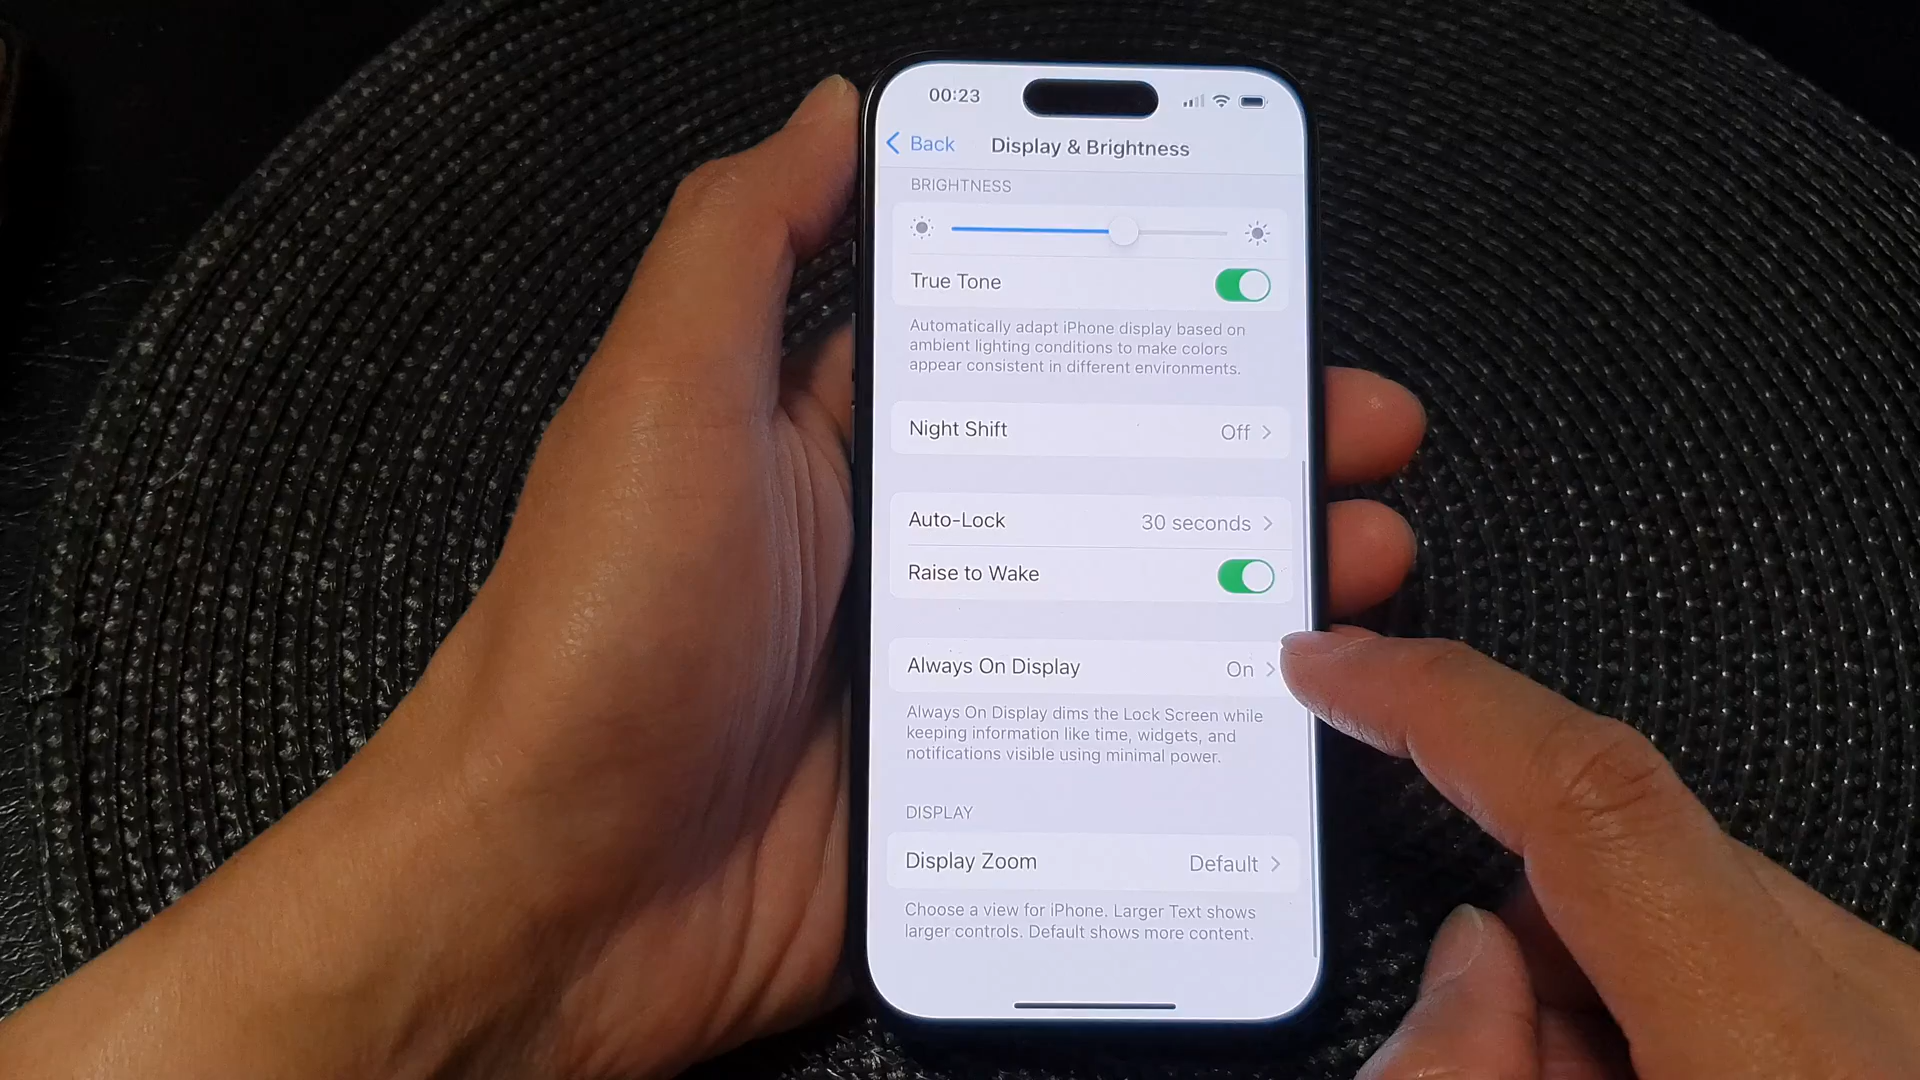 00:23
Back
Display & Brightness
BRIGHTNESS
True Tone
Automatically adapt iPhone display based on
ambient lighting conditions to make colors
appear consistent in different environments.
Night Shift Off
Auto-Lock 30 seconds
Raise to Wake
Always On Display On
Always On Display dims the Lock Screen while
keeping information like time, widgets, and
notifications visible using minimal power.
DISPLAY
Display Zoom Default
Choose a view for iPhone. Larger Text shows
larger controls. Default shows more content.